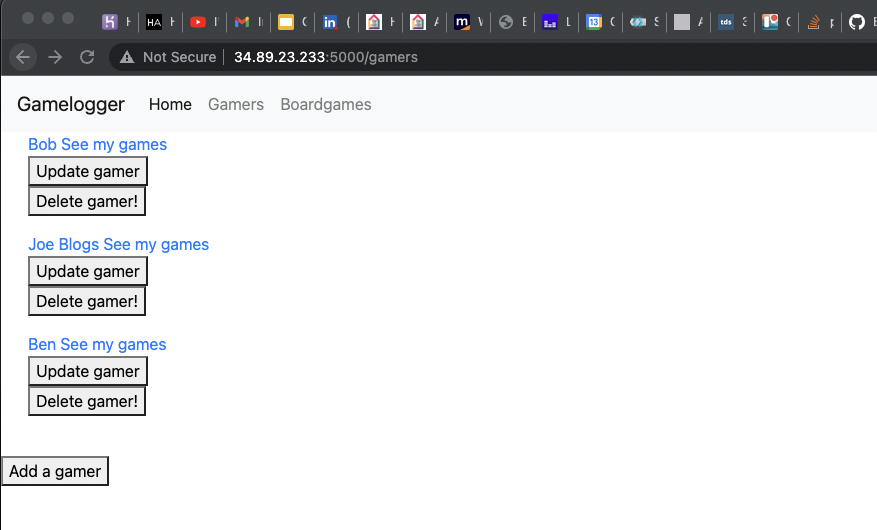 Not Secure | 34.89.23.233:5000/gamers
Gamelogger Home Gamers Boardgames
Bob See my games
Update gamer
Delete gamer!
Joe Blogs See my games
Update gamer
Delete gamer!
Ben See my games
Update gamer
Delete gamer!
Add a gamer